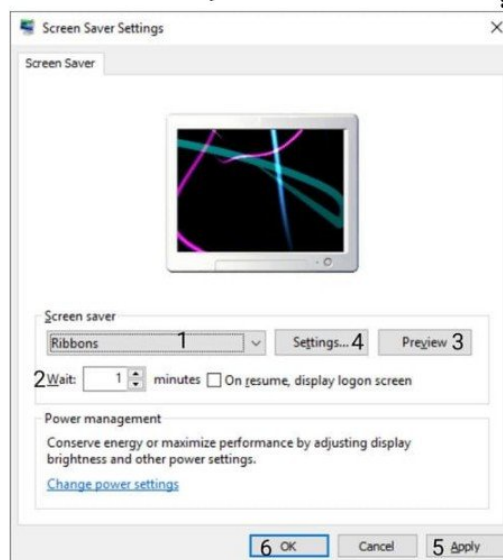 Screen Saver Settings
Screen Saver
Screen saver
Ribbons 1 Settings... 4 Preview 3
2 Wait: 1 minutes On resume, display logon screen
Power management
Conserve energy or maximize performance by adjusting display
brightness and other power settings.
Change power settings
6 OK Cancel 5 Apply